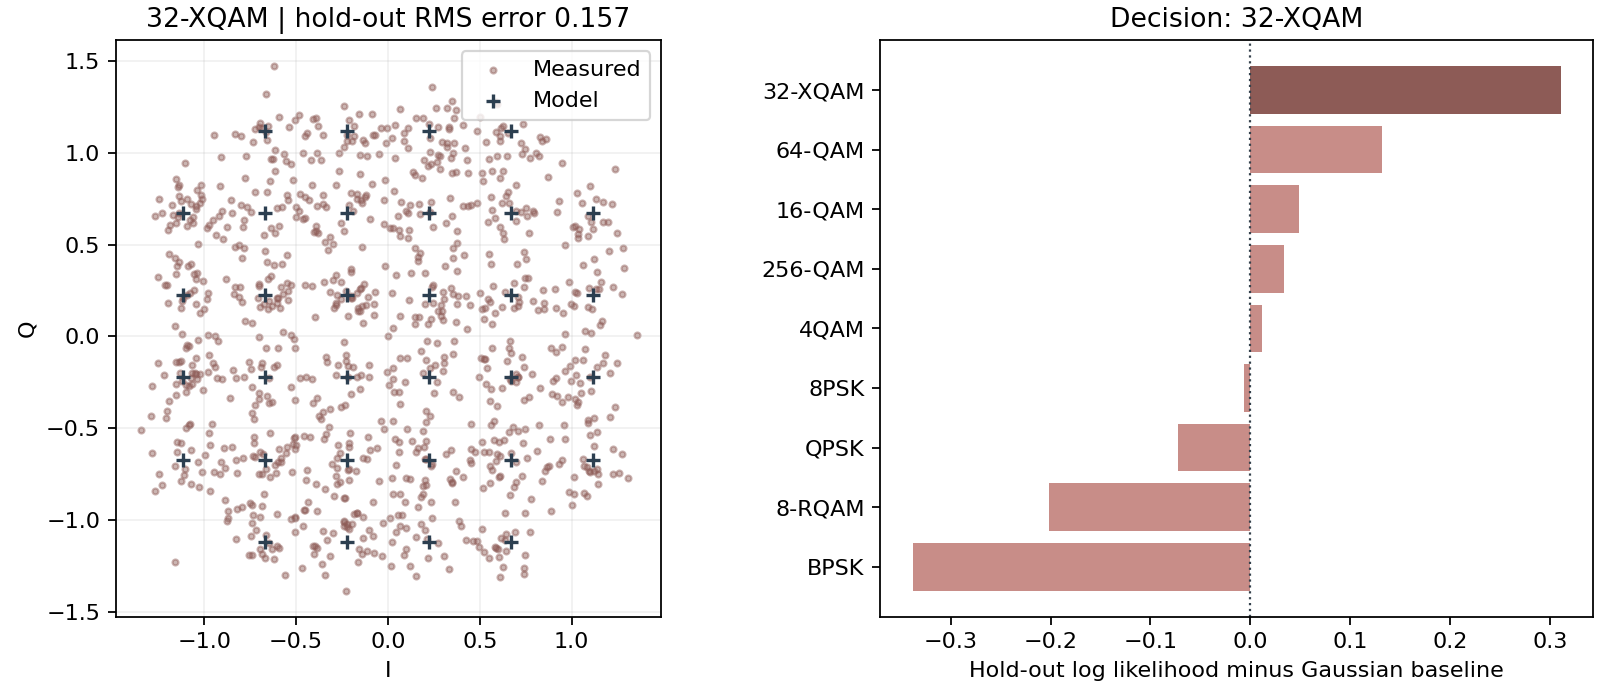 32-XQAM | hold-out RMS error 0.157
Measured
Model
1.5
1.0
0.5
0.0
−0.5
−1.0
−1.5
Q
−1.0
−0.5
0.0
0.5
1.0
I
Decision: 32-XQAM
32-XQAM
64-QAM
16-QAM
256-QAM
4QAM
8PSK
QPSK
8-RQAM
BPSK
−0.3
−0.2
−0.1
0.0
0.1
0.2
0.3
Hold-out log likelihood minus Gaussian baseline